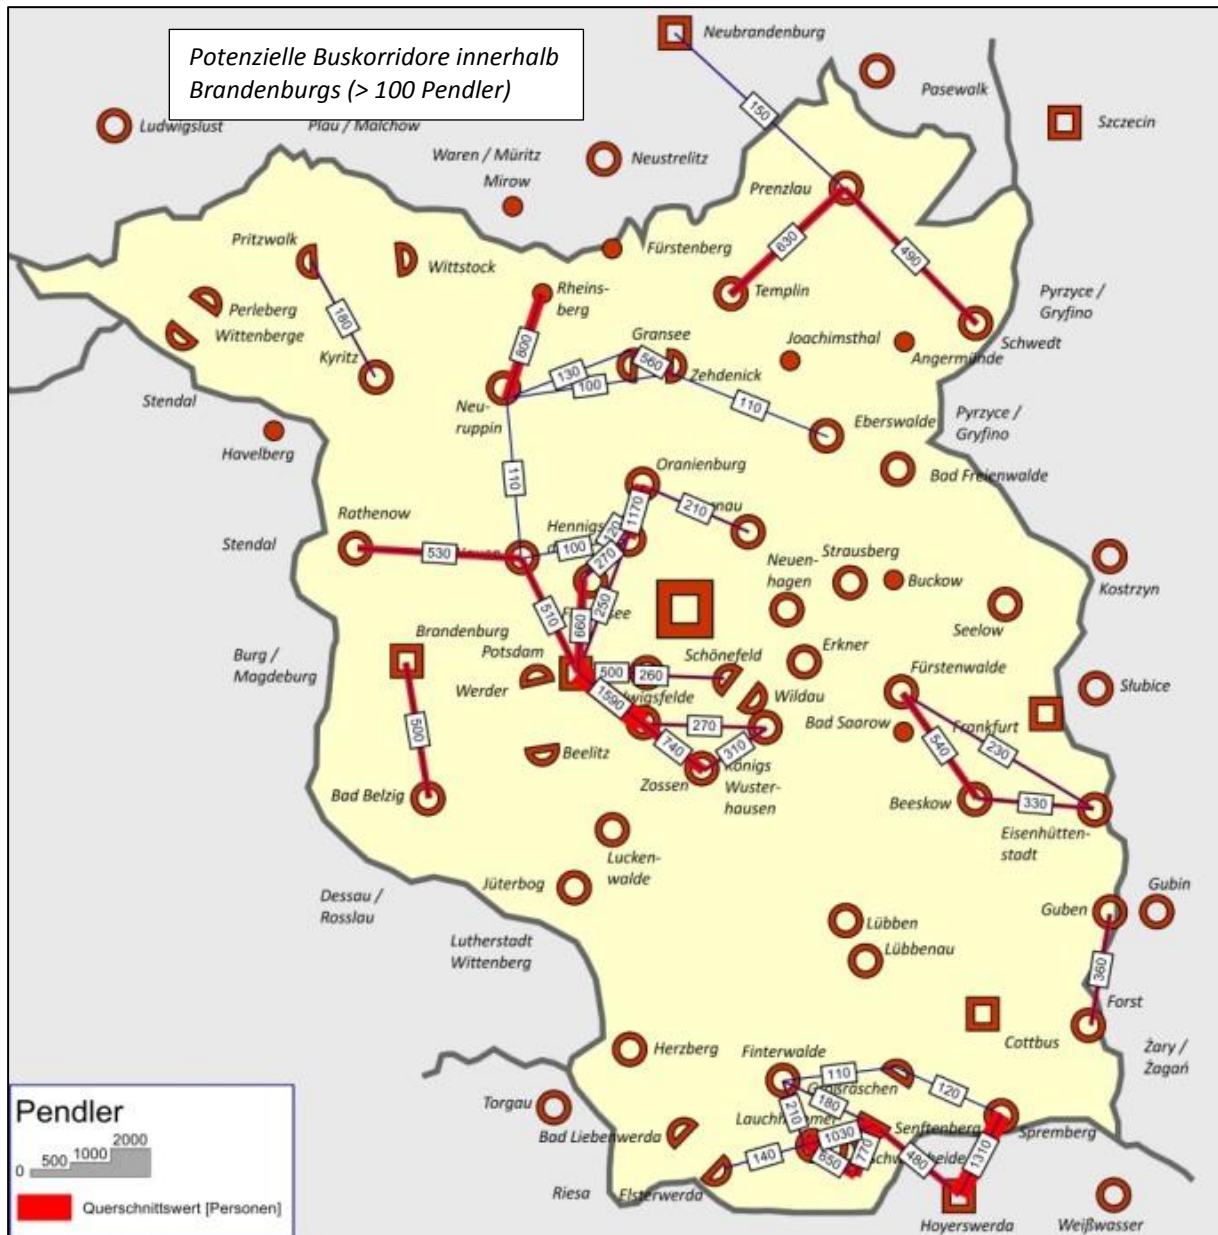 Potenzielle Buskorridore innerhalb
Brandenburgs (> 100 Pendler)
Neubrandenburg
Pasewalk
Szczecin
Ludwigslust
Plau / Malchow
Waren / Müritz
Mirow
Neustrelitz
150
Prenzlau
Pritzwalk
Wittstock
Fürstenberg
630
490
Perleberg
Wittenberge
Rheins-
berg
Templin
Pyrzyce /
Gryfino
180
800
Gransee
Joachimsthal
Angermünde
Schwedt
Kyritz
130
560
100
Zehdenick
Stendal
Neu-
ruppin
110
Eberswalde
Pyrzyce /
Gryfino
Havelberg
Bad Freienwalde
110
Oranienburg
Rathenow
1170
210
Stendal
530
Hennigs
100
270
Neuen-
hagen
Strausberg
Buckow
Kostrzyn
510
250
660
Seelow
Brandenburg
Potsdam
Erkner
Burg /
Magdeburg
Werder
500
260
Schönefeld
Fürstenwalde
Słubice
1590
Wildau
500
270
Bad Saarow
Frankfurt
230
740
310
540
Beelitz
Zossen
Königs
Wuster-
hausen
Bad Belzig
Beeskow
330
Eisenhütten-
stadt
Lucken-
walde
Jüterbog
Dessau /
Rosslau
Lübben
Guben
Gubin
Lutherstadt
Wittenberg
Lübbenau
360
Forst
Cottbus
Żary /
Żagań
Herzberg
Finterwalde
110
Großräschen
120
Torgau
210
180
Bad Liebenwerda
1030
Senftenberg
Spremberg
140
650
770
480
1310
Riesa
Elsterwerda
Hoyerswerda
Weißwasser
Pendler
0
500
1000
2000
Querschnittswert [Personen]